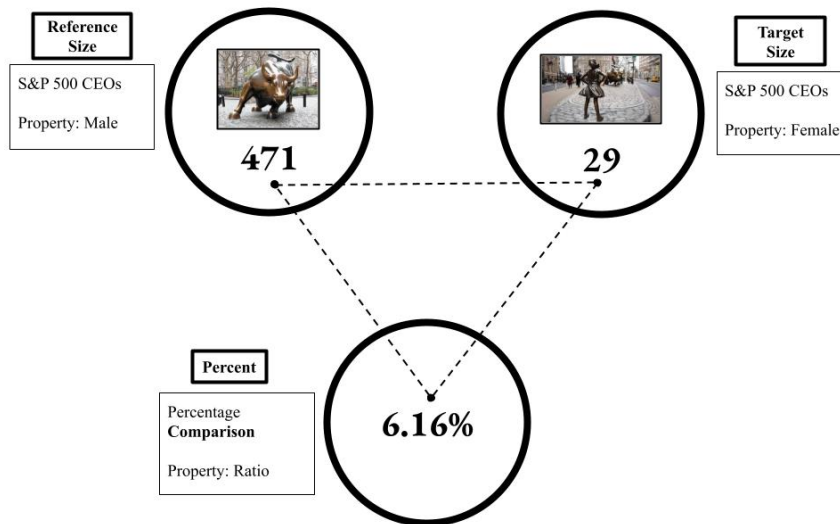 Reference
Size
S&P 500 CEOs
Property: Male
471
Target
Size
S&P 500 CEOs
Property: Female
29
Percent
Percentage
Comparison
Property: Ratio
6.16%